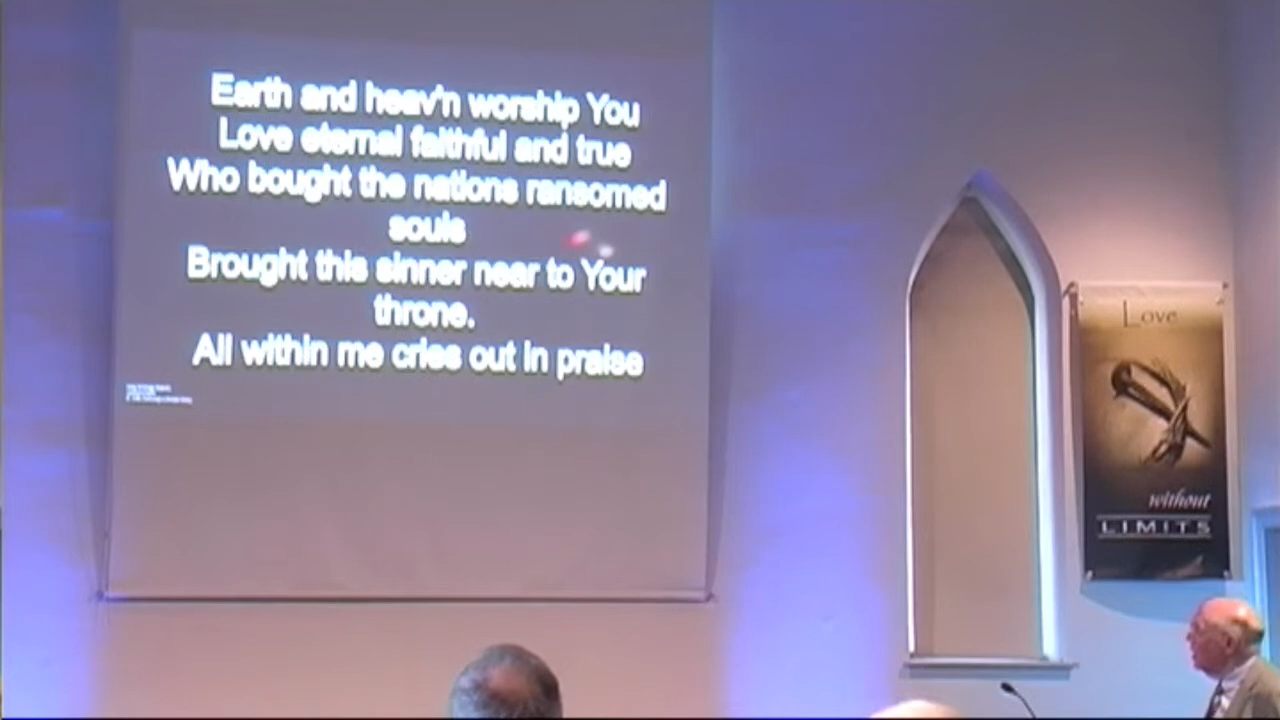 Earth and heav'n worship You
Love eternal faithful and true
Who bought the nations ransomed
souls
Brought this sinner near to Your
throne.
All within me cries out in praise
Love
without
LIMITS